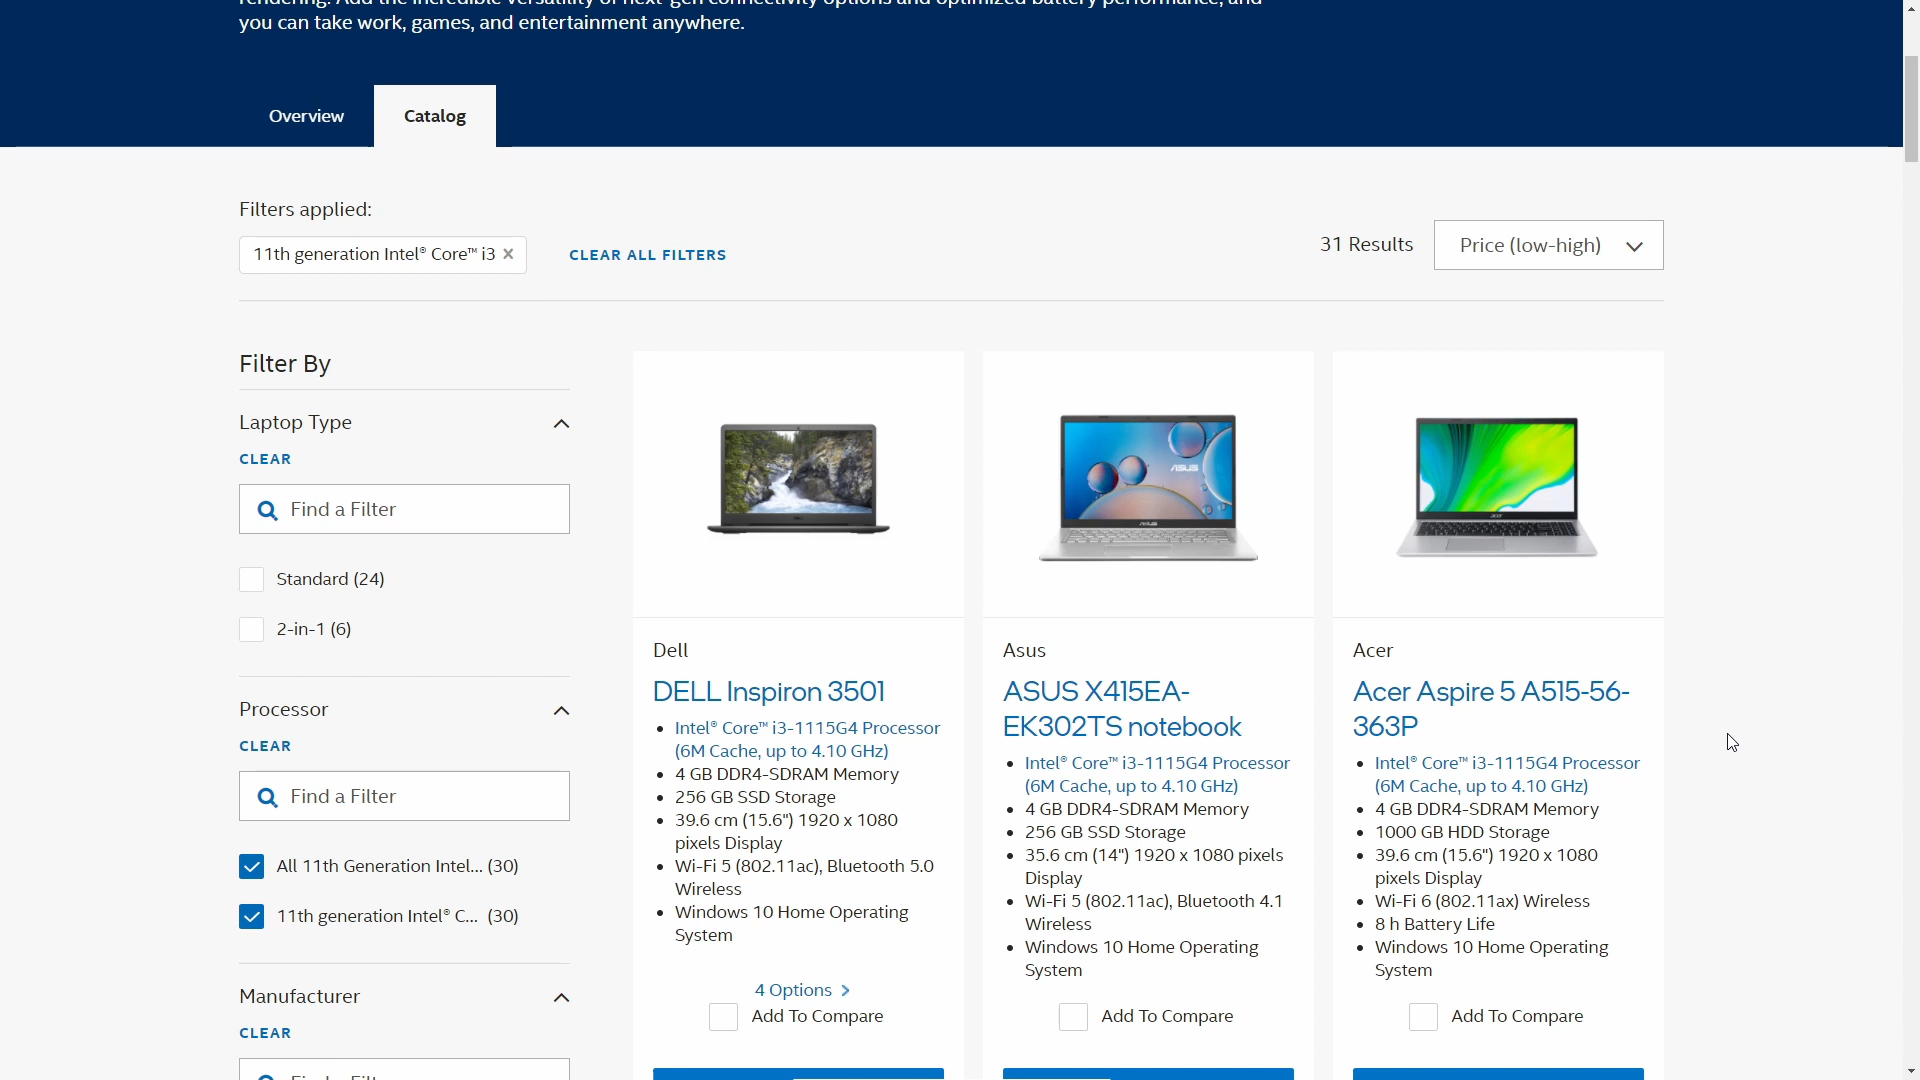 you can take work, games, and entertainment anywhere.
Overview
Catalog
Filters applied:
11th generation Intel® Core™ i3 ×
CLEAR ALL FILTERS
31 Results
Price (low-high)
Filter By
Laptop Type
CLEAR
Find a Filter
Standard (24)
2-in-1 (6)
Processor
CLEAR
Find a Filter
All 11th Generation Intel... (30)
11th generation Intel® C... (30)
Manufacturer
CLEAR
Dell
DELL Inspiron 3501
• Intel® Core™ i3-1115G4 Processor
(6M Cache, up to 4.10 GHz)
• 4 GB DDR4-SDRAM Memory
• 256 GB SSD Storage
• 39.6 cm (15.6") 1920 x 1080
pixels Display
• Wi-Fi 5 (802.11ac), Bluetooth 5.0
Wireless
• Windows 10 Home Operating
System
4 Options >
Add To Compare
ASUS
Asus
ASUS X415EA-
EK302TS notebook
• Intel® Core™ i3-1115G4 Processor
(6M Cache, up to 4.10 GHz)
• 4 GB DDR4-SDRAM Memory
• 256 GB SSD Storage
• 35.6 cm (14") 1920 x 1080 pixels
Display
• Wi-Fi 5 (802.11ac), Bluetooth 4.1
Wireless
• Windows 10 Home Operating
System
Add To Compare
acer
Acer
Acer Aspire 5 A515-56-
363P
• Intel® Core™ i3-1115G4 Processor
(6M Cache, up to 4.10 GHz)
• 4 GB DDR4-SDRAM Memory
• 1000 GB HDD Storage
• 39.6 cm (15.6") 1920 x 1080
pixels Display
• Wi-Fi 6 (802.11ax) Wireless
• 8 h Battery Life
• Windows 10 Home Operating
System
Add To Compare